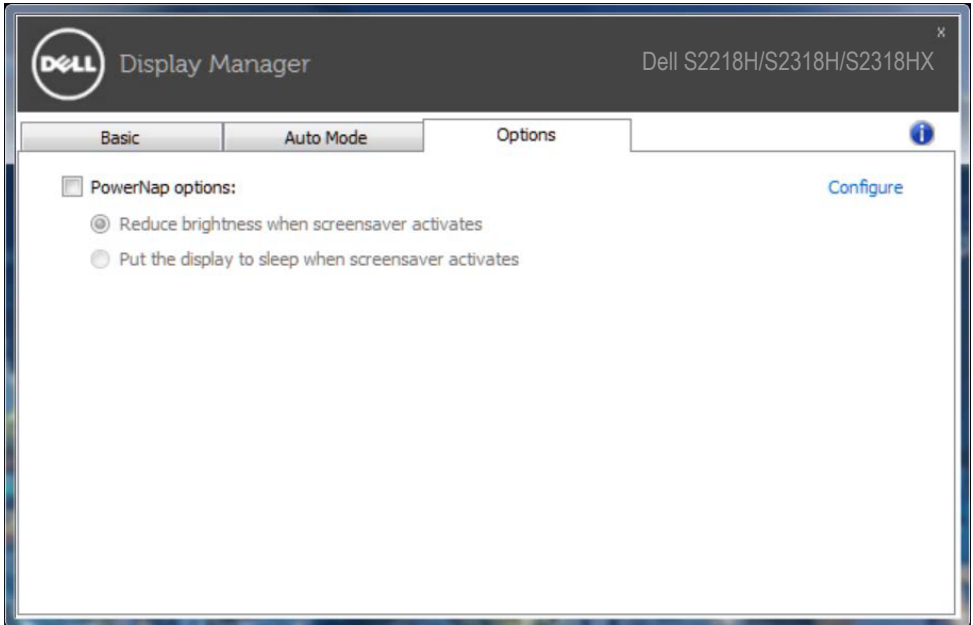 x
DELL Display Manager Dell S2218H/S2318H/S2318HX
Basic Auto Mode Options i
PowerNap options: Configure
Reduce brightness when screensaver activates
Put the display to sleep when screensaver activates